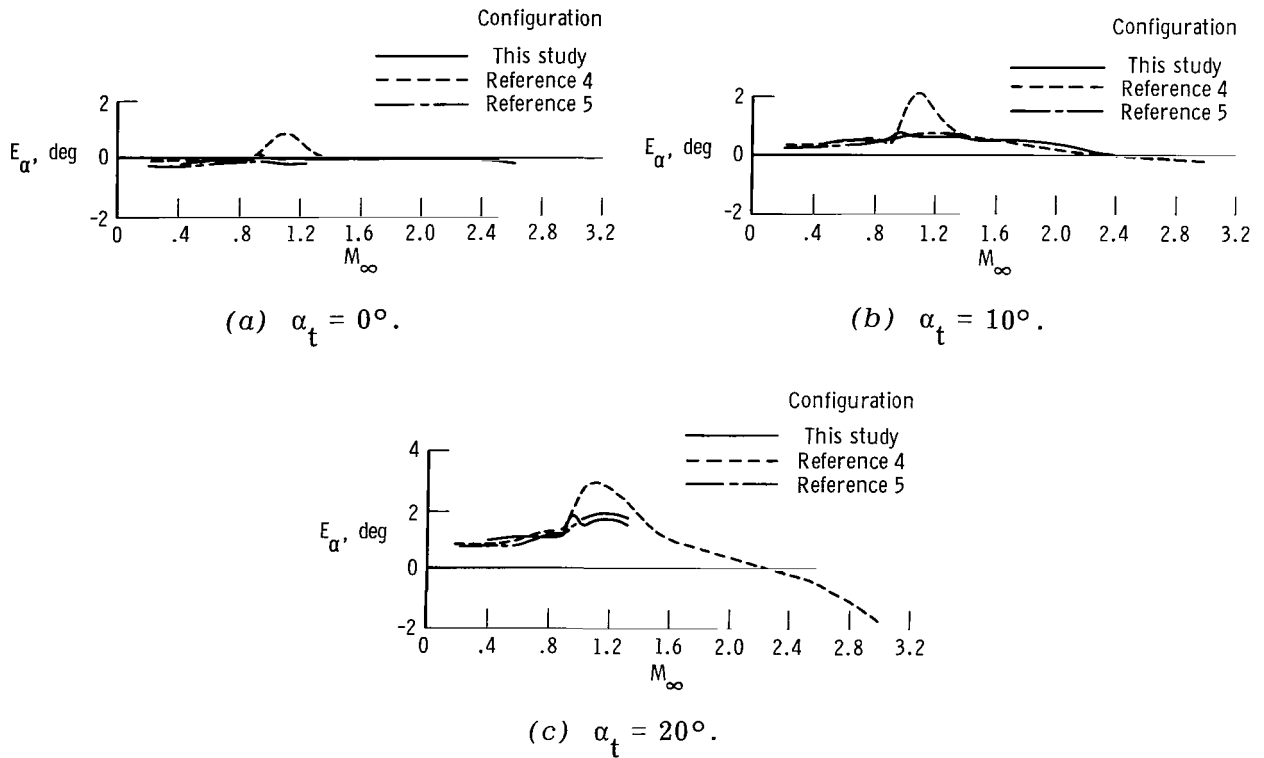 Configuration
This study
Reference 4
Reference 5
2
0
-2
E_α, deg
0 .4 .8 1.2 1.6 2.0 2.4 2.8 3.2
M_∞
(a) α_t = 0°.
Configuration
This study
Reference 4
Reference 5
2
0
-2
E_α, deg
0 .4 .8 1.2 1.6 2.0 2.4 2.8 3.2
M_∞
(b) α_t = 10°.
Configuration
This study
Reference 4
Reference 5
4
2
0
-2
E_α, deg
0 .4 .8 1.2 1.6 2.0 2.4 2.8 3.2
M_∞
(c) α_t = 20°.